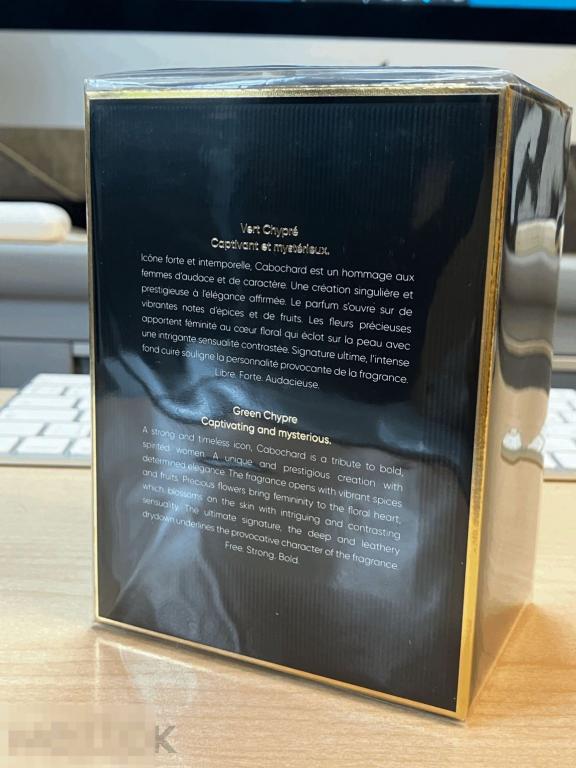 Vert Chypré
Captivant et mystérieux.
Icône forte et intemporelle, Cabochard est un hommage aux
femmes d'audace et de caractère. Une création singulière et
prestigieuse à l'élégance affirmée. Le parfum s'ouvre sur de
vibrantes notes d'épices et de fruits. Les fleurs précieuses
apportent féminité au cœur floral qui éclot sur la peau avec
une intrigante sensualité contrastée. Signature ultime, l'intense
fond cuiré souligne la personnalité provocante de la fragrance.
Libre. Forte. Audacieuse.
Green Chypre
Captivating and mysterious.
A strong and timeless icon, Cabochard is a tribute to bold,
spirited women. A unique and prestigious creation with
determined elegance. The fragrance opens with vibrant spices
and fruits. Precious flowers bring femininity to the floral heart,
which blossoms on the skin with intriguing and contrasting
sensuality. The ultimate signature, the deep and leathery
drydown underlines the provocative character of the fragrance.
Free. Strong. Bold.